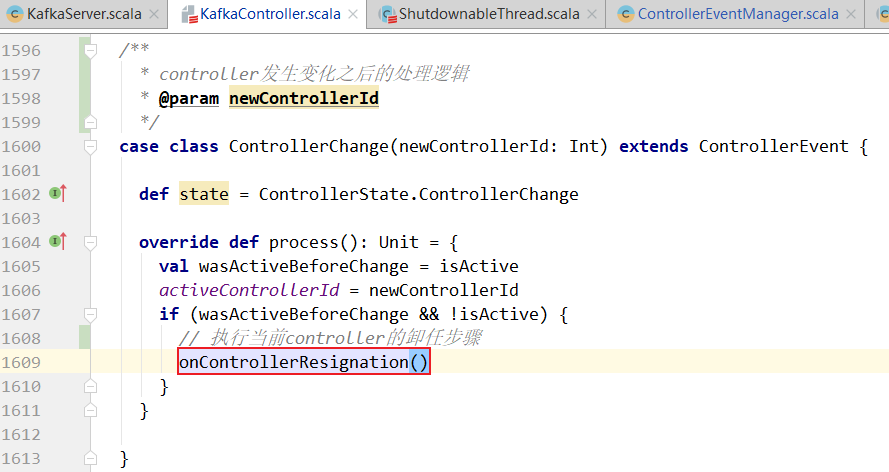 KafkaServer.scala KafkaController.scala ShutdownableThread.scala ControllerEventManager.scala
1596 /**
1597 * controller发生变化之后的处理逻辑
1598 * @param newControllerId
1599 */
1600 case class ControllerChange(newControllerId: Int) extends ControllerEvent {
1601
1602 def state = ControllerState.ControllerChange
1603
1604 override def process(): Unit = {
1605 val wasActiveBeforeChange = isActive
1606 activeControllerId = newControllerId
1607 if (wasActiveBeforeChange && !isActive) {
1608 // 执行当前controller的卸任步骤
1609 onControllerResignation()
1610 }
1611 }
1612
1613 }